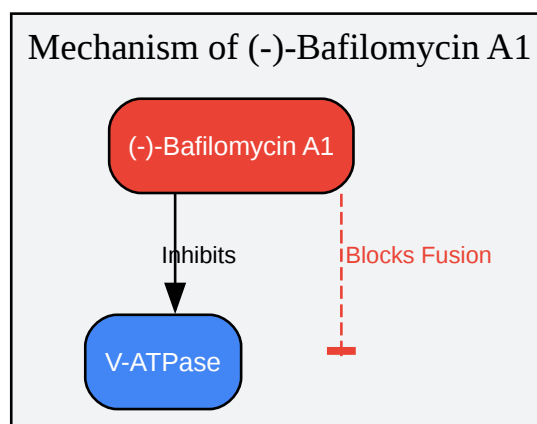 Mechanism of (-)-Bafilomycin A1
(-)-Bafilomycin A1
Inhibits
Blocks Fusion
V-ATPase